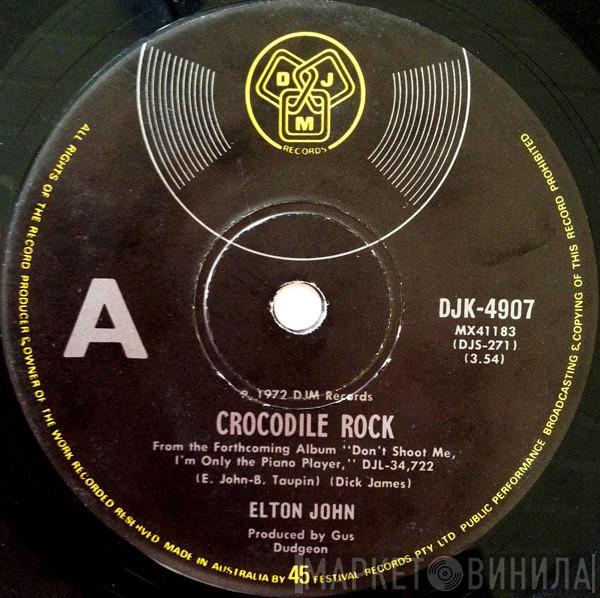 D J
M
RECORDS
ALL RIGHTS OF THE RECORD PRODUCER & OWNER OF THE WORK RECORDED RESERVED
PUBLIC PERFORMANCE BROADCASTING & COPYING OF THIS RECORD PROHIBITED
A
DJK-4907
MX41183
(DJS-271)
(3.54)
℗ 1972 DJM Records
CROCODILE ROCK
From the Forthcoming Album "Don't Shoot Me,
I'm Only the Piano Player," DJL-34,722
(E. John-B. Taupin) (Dick James)
ELTON JOHN
Produced by Gus
Dudgeon
MADE IN AUSTRALIA BY 45 FESTIVAL RECORDS PTY LTD
МАРКЕТ ВИНИЛА